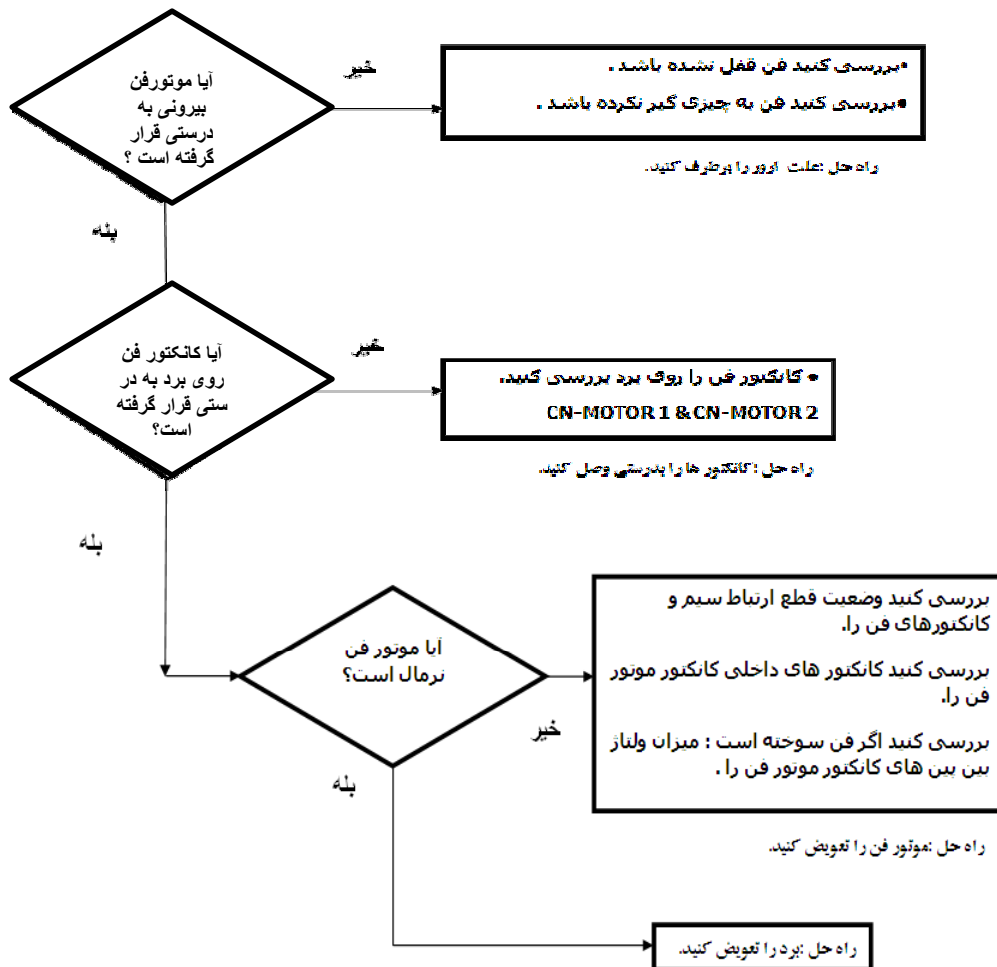 آیا موتورفن
بیرونی به
درستی قرار
گرفته است ؟
خیر
•بررسی کنید فن قفل نشده باشد .
•بررسی کنید فن به چیزی گیر نکرده باشد .
راه حل :علت ارور را برطرف کنید.
بله
آیا کانکتور فن
روی برد به در
ستی قرار گرفته
است؟
خیر
• کانکتور فن را روی برد بررسی کنید.
CN-MOTOR 1 & CN-MOTOR 2
راه حل :کانکتور ها را بدرستی وصل کنید.
بله
آیا موتور فن
نرمال است؟
خیر
بررسی کنید وضعیت قطع ارتباط سیم و
کانکتورهای فن را.
بررسی کنید کانکتور های داخلی کانکتور موتور
فن را.
بررسی کنید اگر فن سوخته است : میزان ولتاژ
بین پین های کانکتور موتور فن را .
راه حل :موتور فن را تعویض کنید.
بله
راه حل :برد را تعویض کنید.